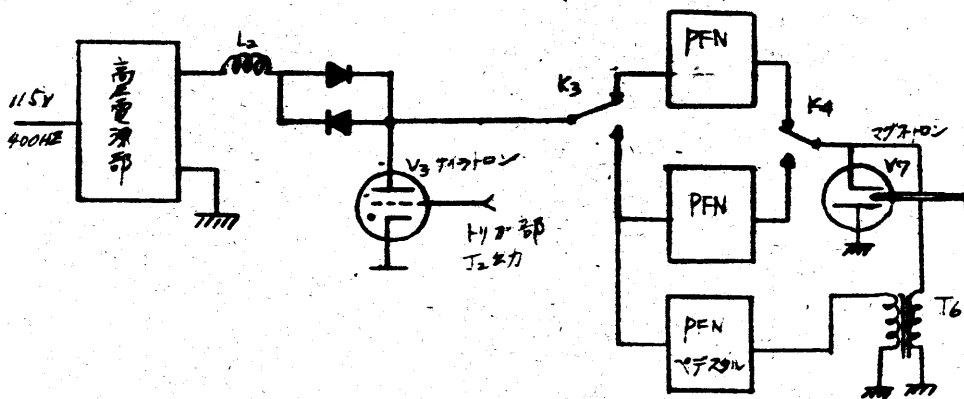 115V
400HZ
高圧電源部
L2
V3 サイラトロン
トリガ部
J2出力
K3
PFN
K4
マグネトロン
V7
PFN
PFN
ペデスタル
T6